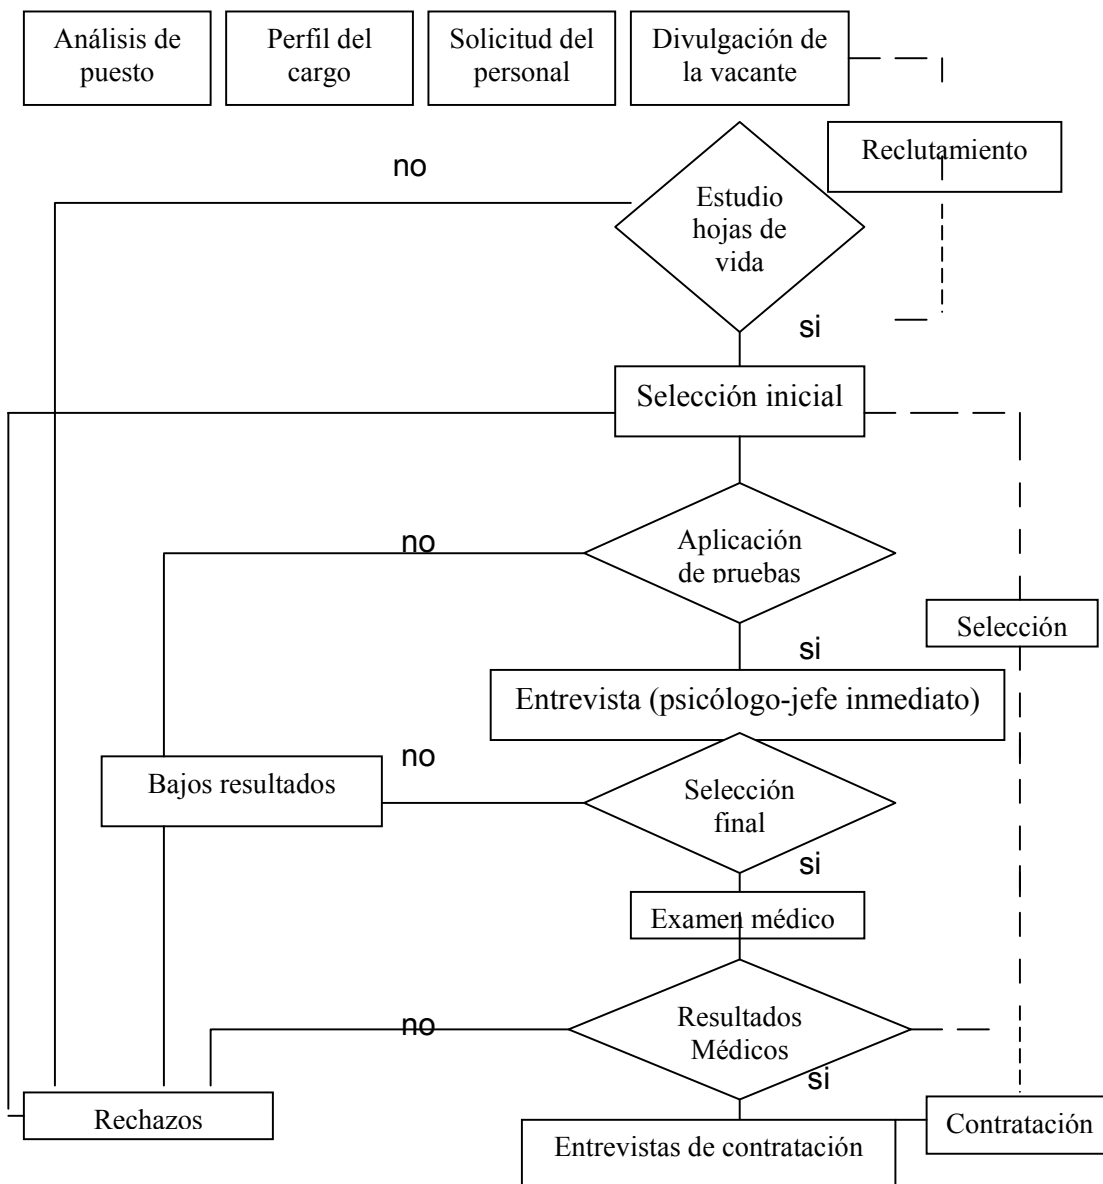 Análisis de
puesto
Perfil del
cargo
Solicitud del
personal
Divulgación de
la vacante
Reclutamiento
no
Estudio
hojas de
vida
si
Selección inicial
no
Aplicación
de pruebas
Selección
si
Entrevista (psicólogo-jefe inmediato)
no
Bajos resultados
Selección
final
si
Examen médico
no
Resultados
Médicos
si
Rechazos
Contratación
Entrevistas de contratación